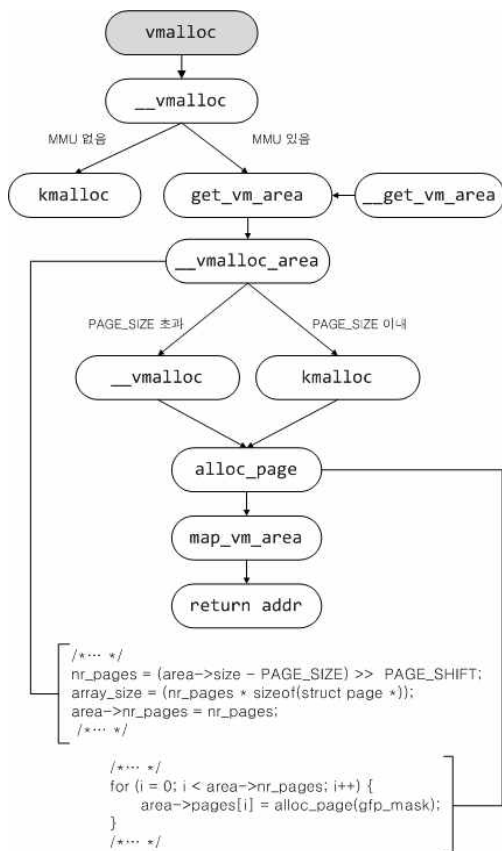 vmalloc
__vmalloc
MMU 없음
MMU 있음
kmalloc
get_vm_area
__get_vm_area
__vmalloc_area
PAGE_SIZE 초과
PAGE_SIZE 이내
__vmalloc
kmalloc
alloc_page
map_vm_area
return addr
/*··· */
nr_pages = (area->size - PAGE_SIZE) >> PAGE_SHIFT;
array_size = (nr_pages * sizeof(struct page *));
area->nr_pages = nr_pages;
/*··· */
/*··· */
for (i = 0; i < area->nr_pages; i++) {
area->pages[i] = alloc_page(gfp_mask);
}
/*··· */